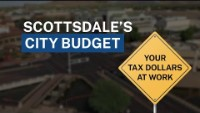 SCOTTSDALE'S
CITY BUDGET
YOUR
TAX DOLLARS
AT WORK